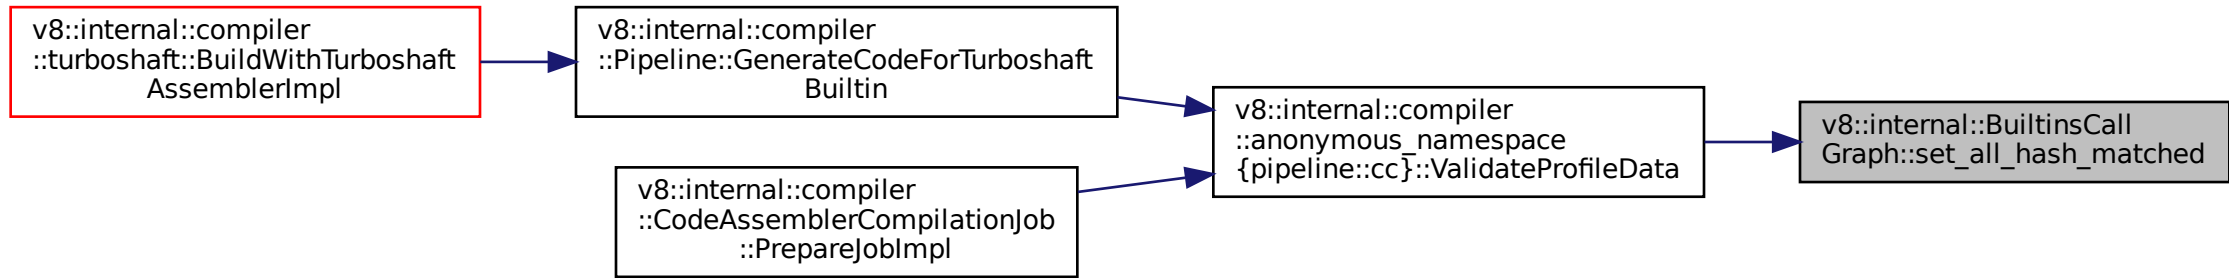 v8::internal::compiler
::turboshaft::BuildWithTurboshaft
AssemblerImpl
v8::internal::compiler
::Pipeline::GenerateCodeForTurboshaft
Builtin
v8::internal::compiler
::CodeAssemblerCompilationJob
::PrepareJobImpl
v8::internal::compiler
::anonymous_namespace
{pipeline::cc}::ValidateProfileData
v8::internal::BuiltinsCall
Graph::set_all_hash_matched